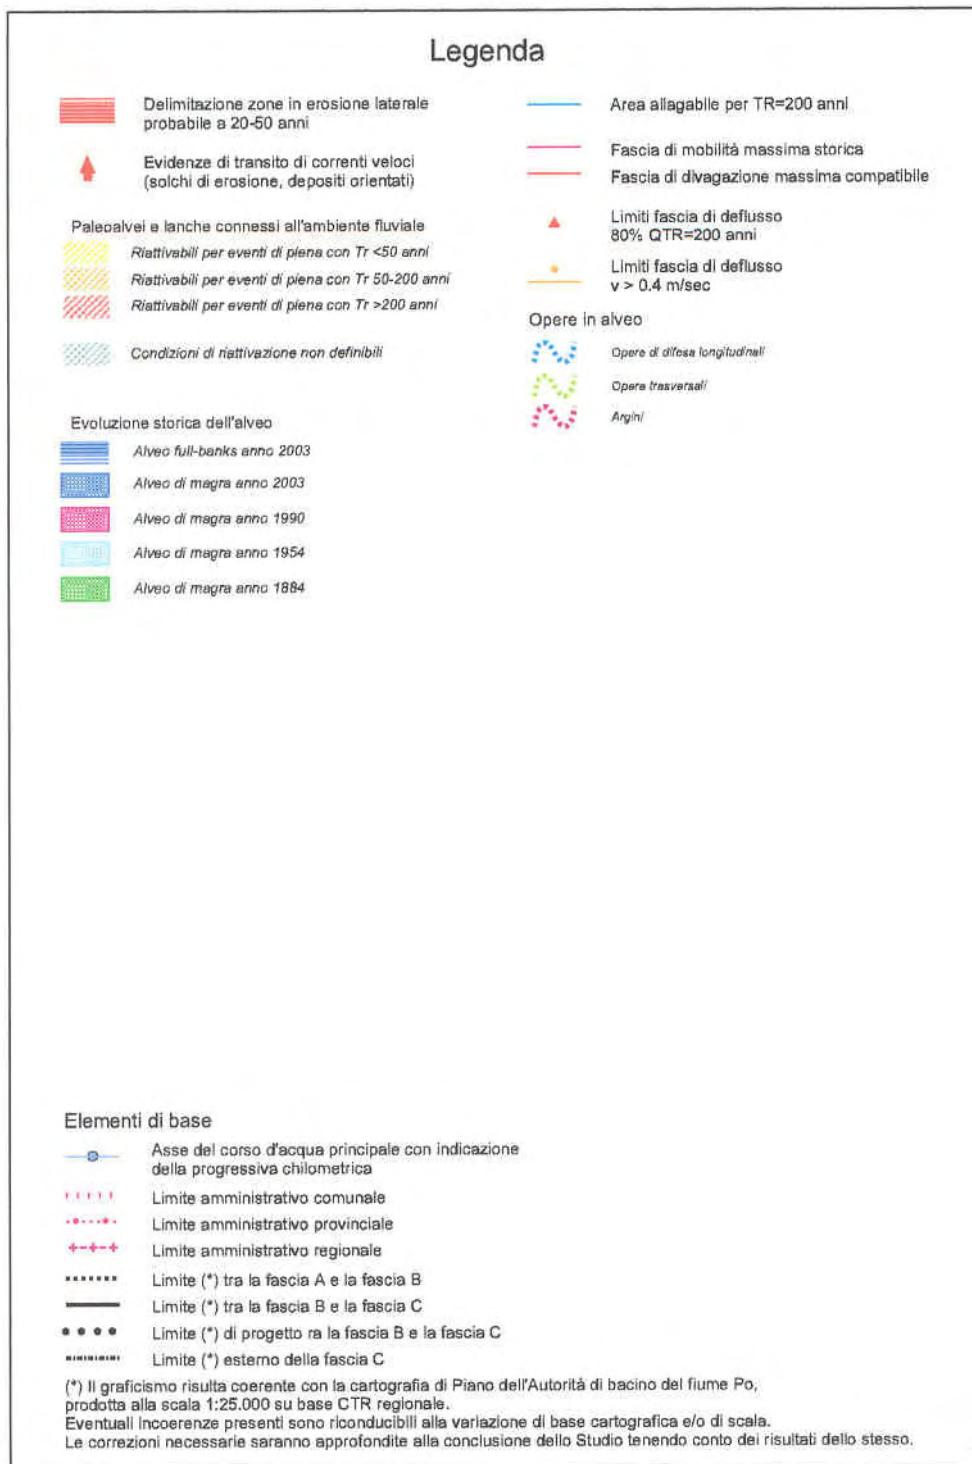 Legenda
Delimitazione zone in erosione laterale
probabile a 20-50 anni
Evidenze di transito di correnti veloci
(solchi di erosione, depositi orientati)
Paleoalvei e lanche connessi all'ambiente fluviale
Riattivabili per eventi di piena con Tr <50 anni
Riattivabili per eventi di piena con Tr 50-200 anni
Riattivabili per eventi di piena con Tr >200 anni
Condizioni di riattivazione non definibili
Evoluzione storica dell'alveo
Alveo full-banks anno 2003
Alveo di magra anno 2003
Alveo di magra anno 1990
Alveo di magra anno 1954
Alveo di magra anno 1884
Area allagabile per TR=200 anni
Fascia di mobilità massima storica
Fascia di divagazione massima compatibile
Limiti fascia di deflusso
80% QTR=200 anni
Limiti fascia di deflusso
v > 0.4 m/sec
Opere in alveo
Opere di difesa longitudinali
Opere trasversali
Argini
Elementi di base
Asse del corso d'acqua principale con indicazione
della progressiva chilometrica
Limite amministrativo comunale
Limite amministrativo provinciale
Limite amministrativo regionale
Limite (*) tra la fascia A e la fascia B
Limite (*) tra la fascia B e la fascia C
Limite (*) di progetto ra la fascia B e la fascia C
Limite (*) esterno della fascia C
(*) Il graficismo risulta coerente con la cartografia di Piano dell'Autorità di bacino del fiume Po,
prodotta alla scala 1:25.000 su base CTR regionale.
Eventuali incoerenze presenti sono riconducibili alla variazione di base cartografica e/o di scala.
Le correzioni necessarie saranno approfondite alla conclusione dello Studio tenendo conto dei risultati dello stesso.